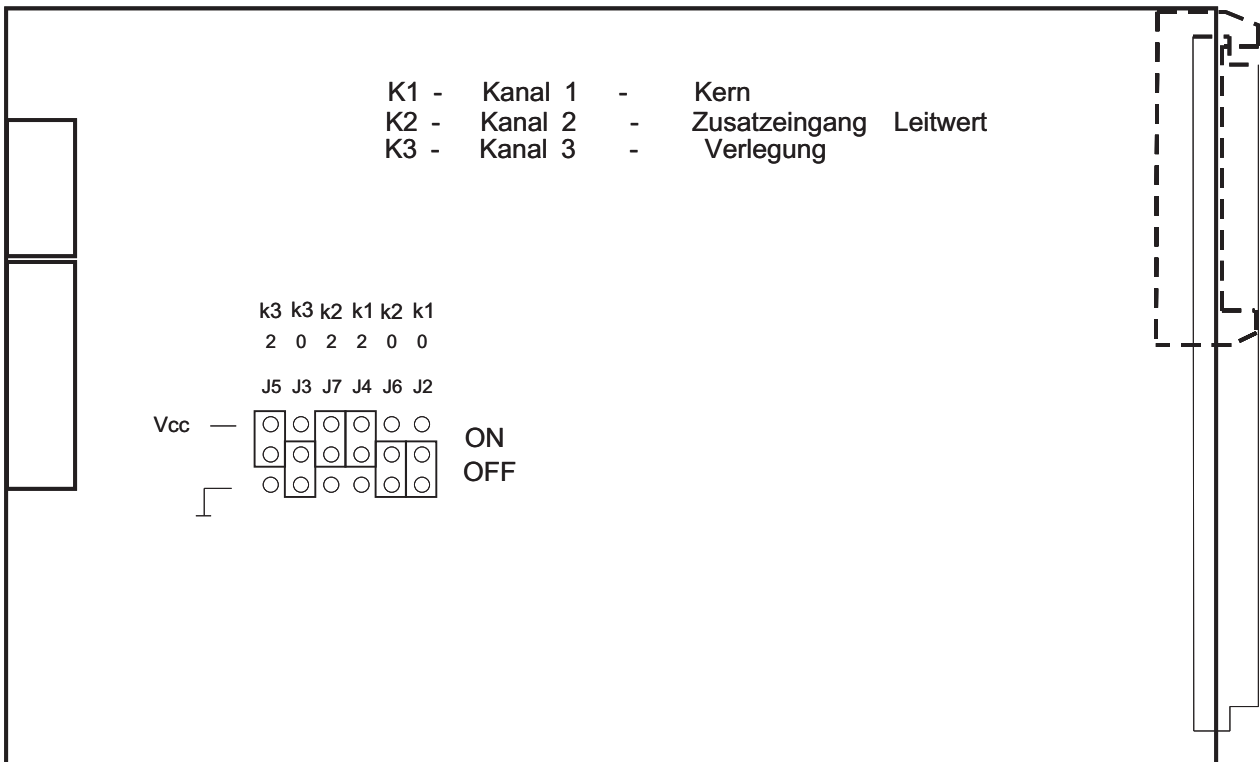 K1 - Kanal 1 - Kern
K2 - Kanal 2 - Zusatzeingang Leitwert
K3 - Kanal 3 - Verlegung
k3 k3 k2 k1 k2 k1
2 0 2 2 0 0
J5 J3 J7 J4 J6 J2
Vcc
ON
OFF